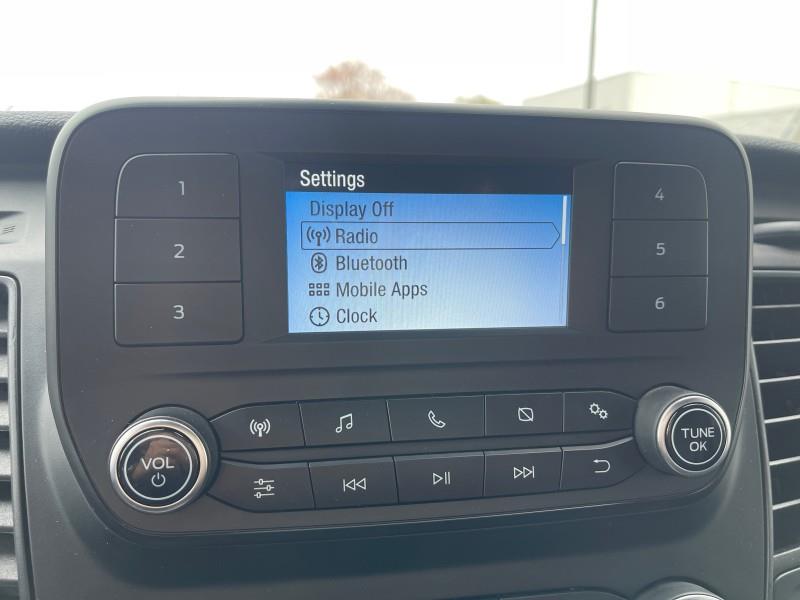 Settings
Display Off
Radio
Bluetooth
Mobile Apps
Clock
1
2
3
4
5
6
VOL
TUNE
OK